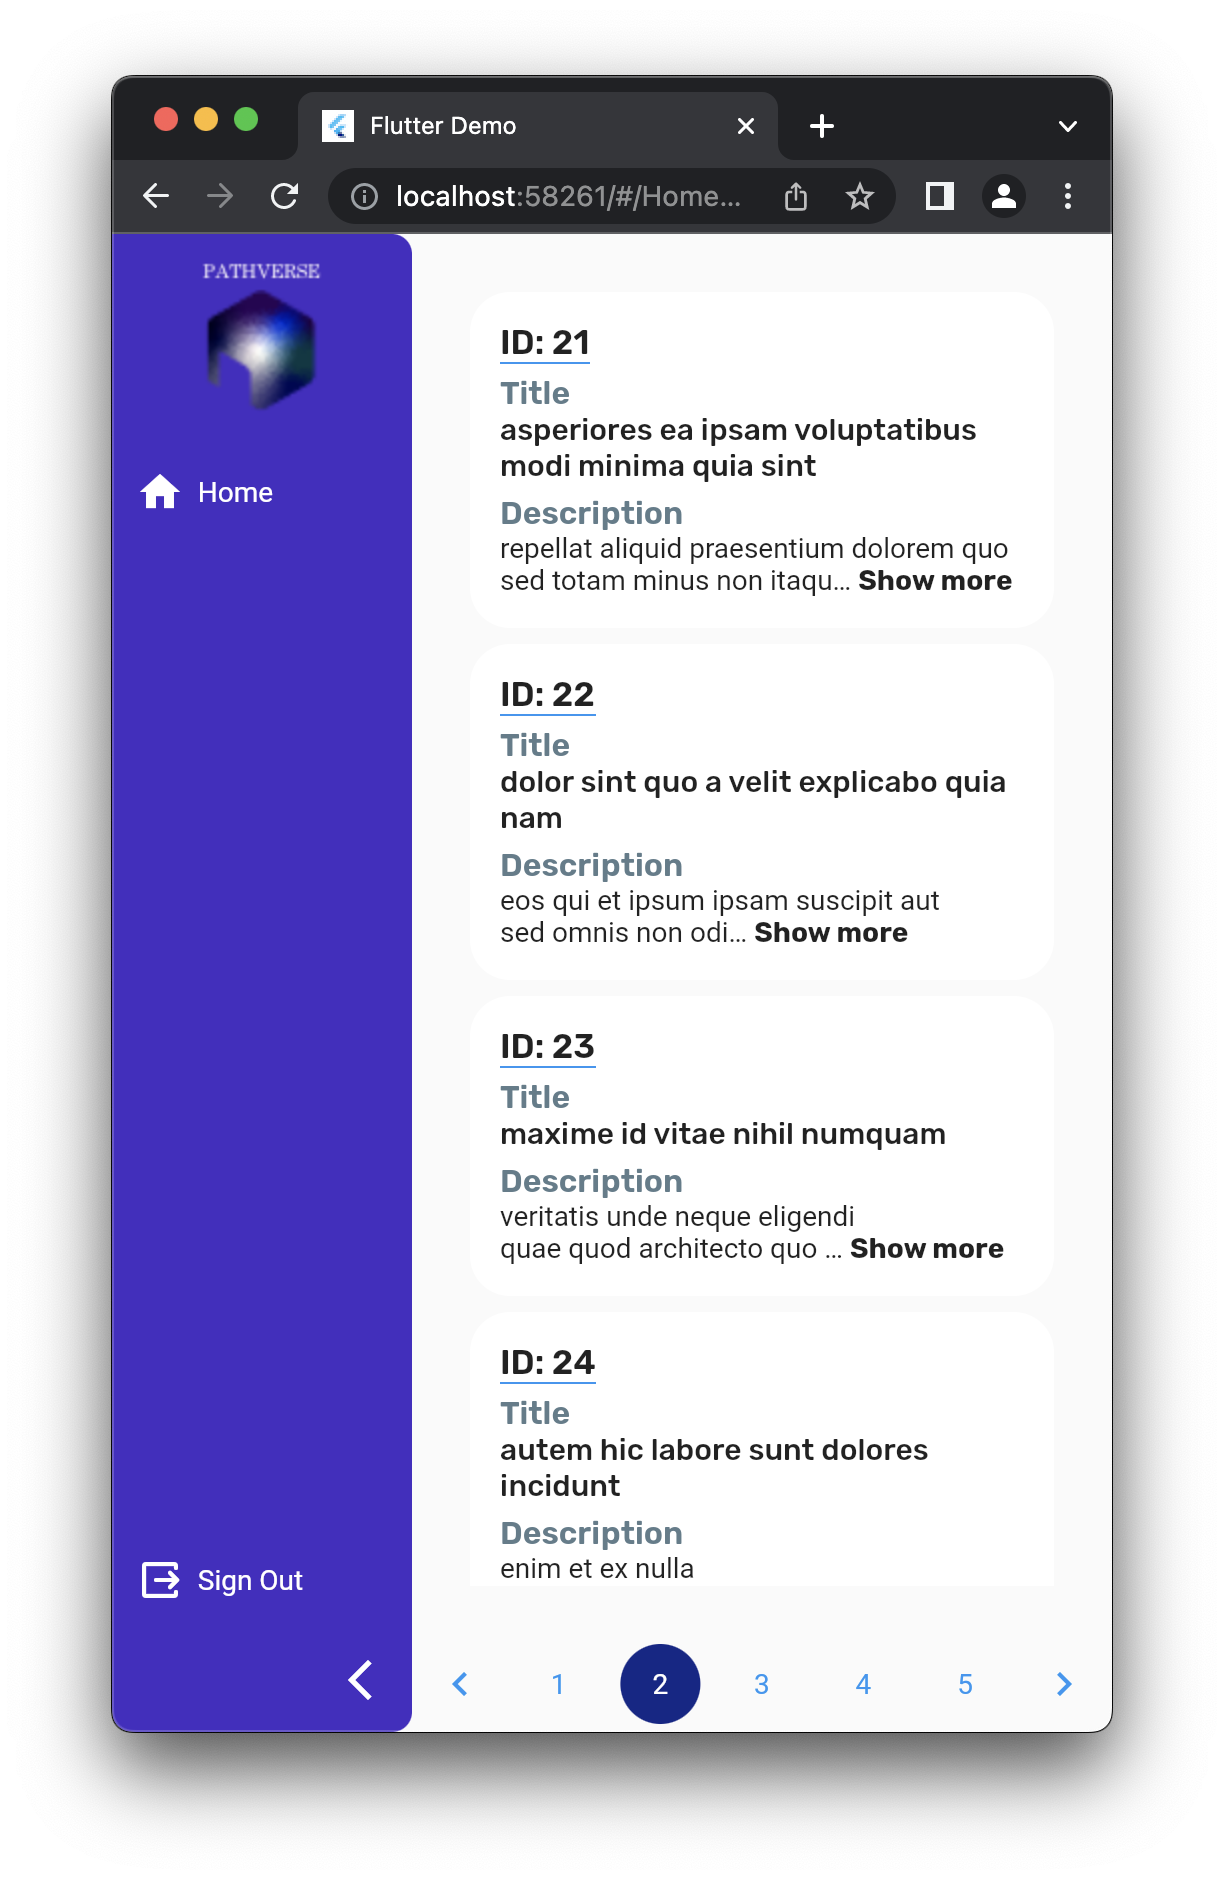 Flutter Demo
localhost:58261/#/Home...
PATHVERSE
Home
Sign Out
ID: 21
Title
asperiores ea ipsam voluptatibus
modi minima quia sint
Description
repellat aliquid praesentium dolorem quo
sed totam minus non itaqu... Show more
ID: 22
Title
dolor sint quo a velit explicabo quia
nam
Description
eos qui et ipsum ipsam suscipit aut
sed omnis non odi... Show more
ID: 23
Title
maxime id vitae nihil numquam
Description
veritatis unde neque eligendi
quae quod architecto quo ... Show more
ID: 24
Title
autem hic labore sunt dolores
incidunt
Description
enim et ex nulla
1 2 3 4 5